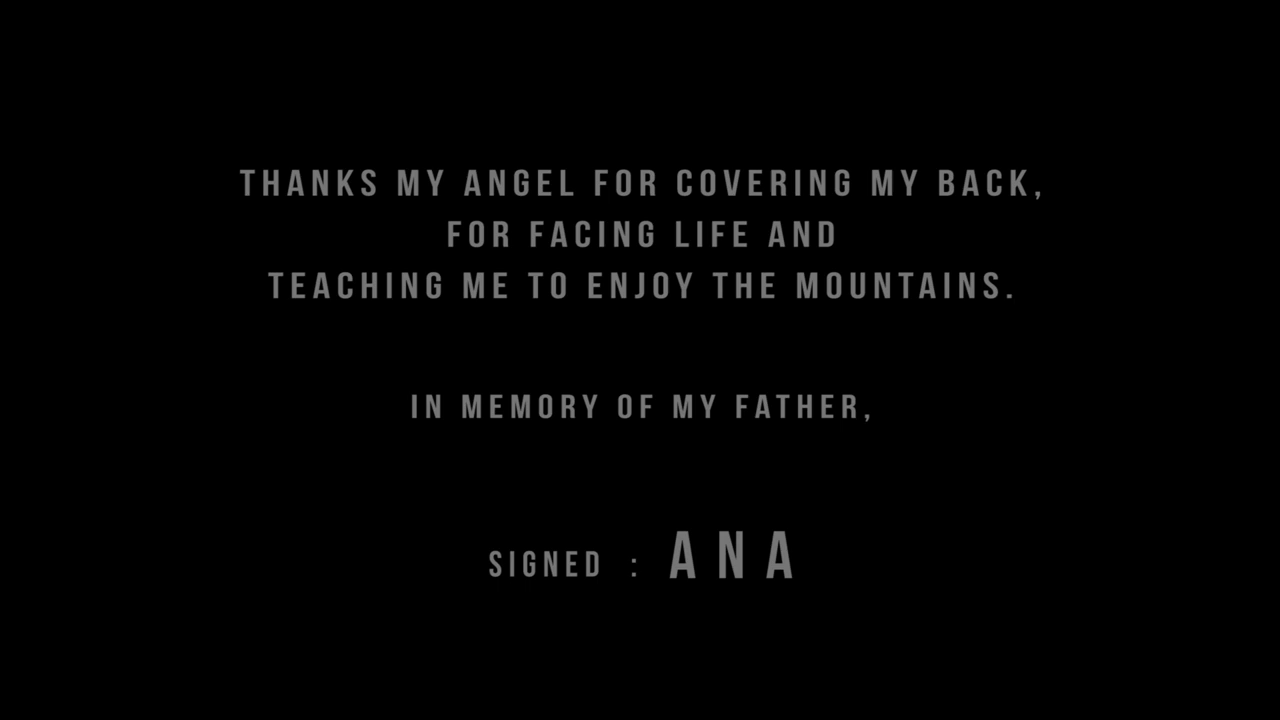 THANKS MY ANGEL FOR COVERING MY BACK,
FOR FACING LIFE AND
TEACHING ME TO ENJOY THE MOUNTAINS.
IN MEMORY OF MY FATHER,
SIGNED : ANA